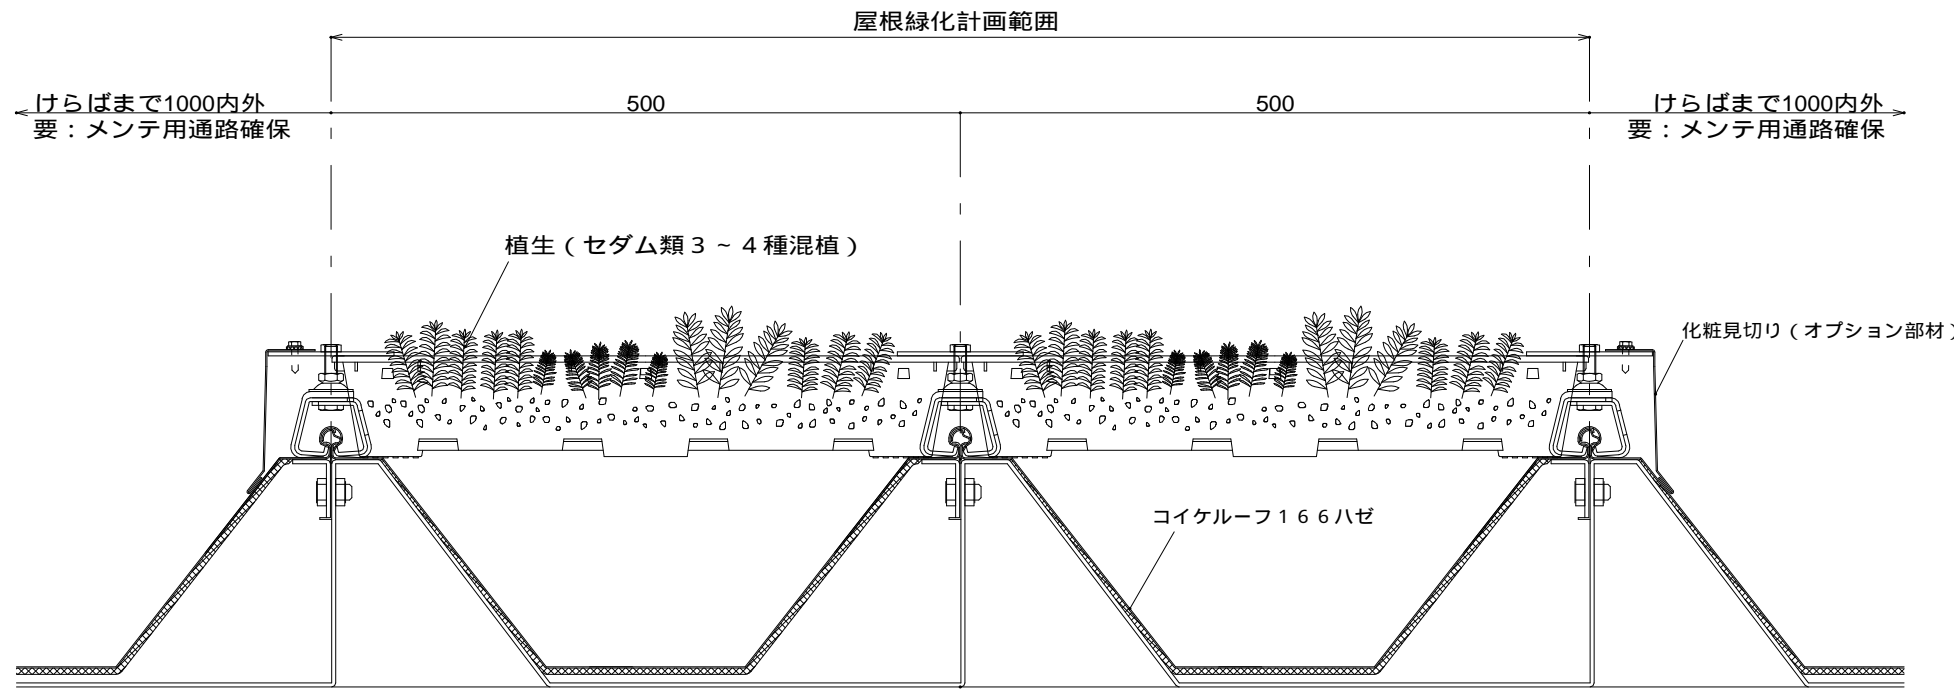 屋根緑化計画範囲
けらばまで1000内外
要：メンテ用通路確保
500
500
けらばまで1000内外
要：メンテ用通路確保
植生（セダム類３~４種混植）
化粧見切り（オプション部材）
コイケルーフ１６６ハゼ